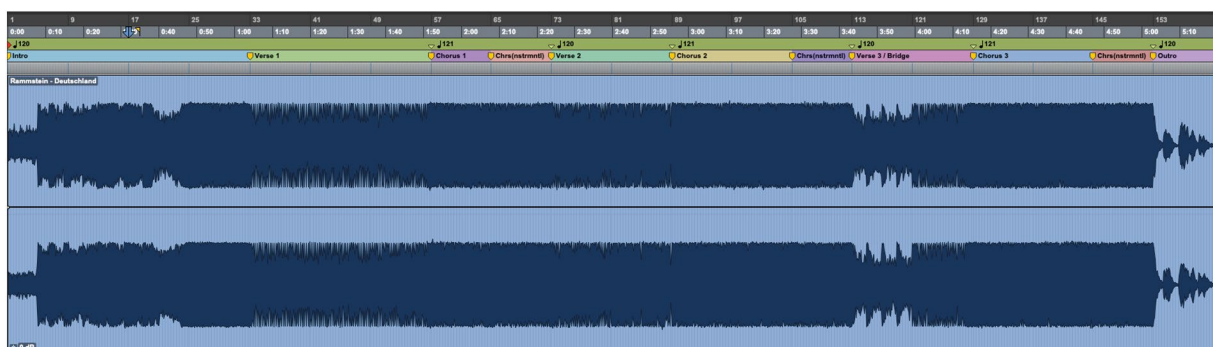 1 9 17 25 33 41 49 57 65 73 81 89 97 105 113 121 129 137 145 153
0:00 0:10 0:20 0:40 0:50 1:00 1:10 1:20 1:30 1:40 1:50 2:00 2:10 2:20 2:30 2:40 2:50 3:00 3:10 3:20 3:30 3:40 3:50 4:00 4:10 4:20 4:30 4:40 4:50 5:00 5:10
♩120 ♩121 ♩120 ♩121 ♩120 ♩121 ♩120
Intro Verse 1 Chorus 1 Chrs(nstrmntl) Verse 2 Chorus 2 Chrs(nstrmntl) Verse 3 / Bridge Chorus 3 Chrs(nstrmntl) Outro
Rammstein - Deutschland
0 dB